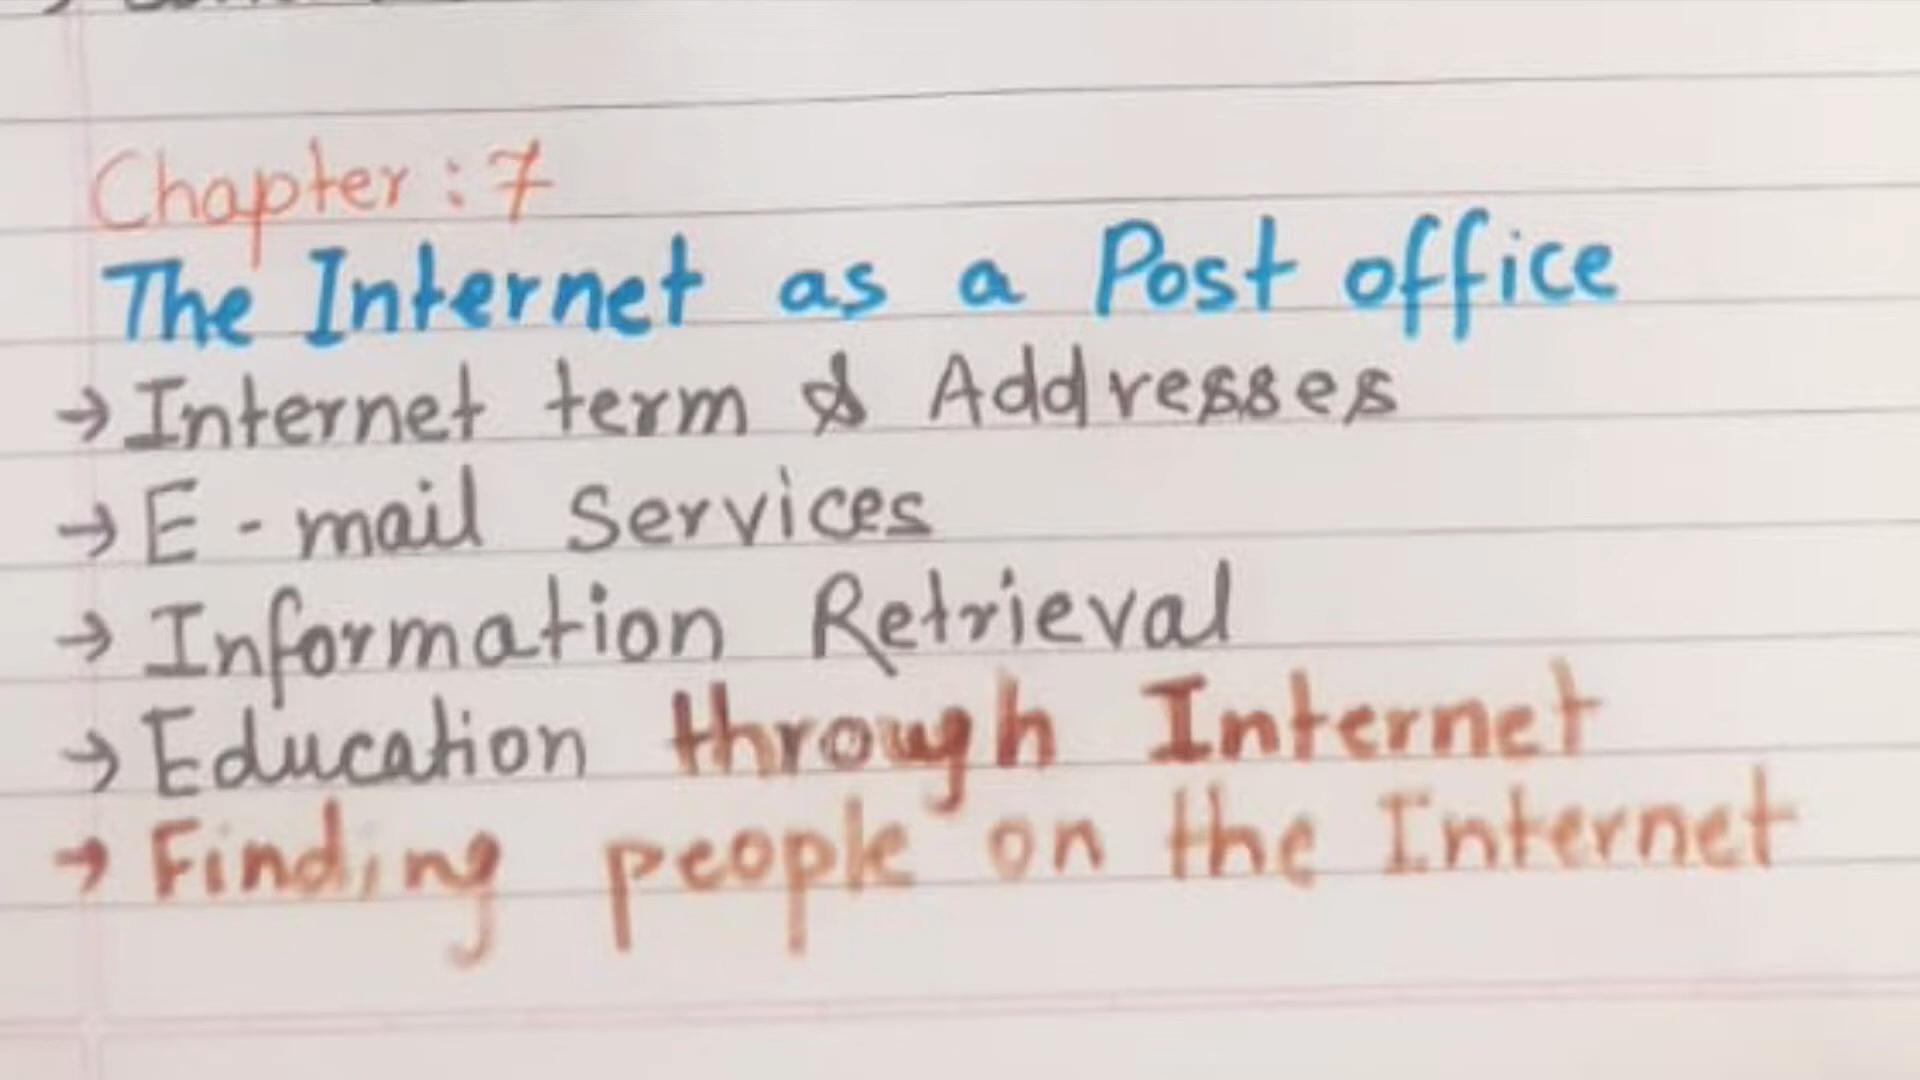 Chapter : 7
The Internet as a Post office
→ Internet term & Addresses
→ E - mail Services
→ Information Retrieval
→ Education through Internet
→ Finding people on the Internet